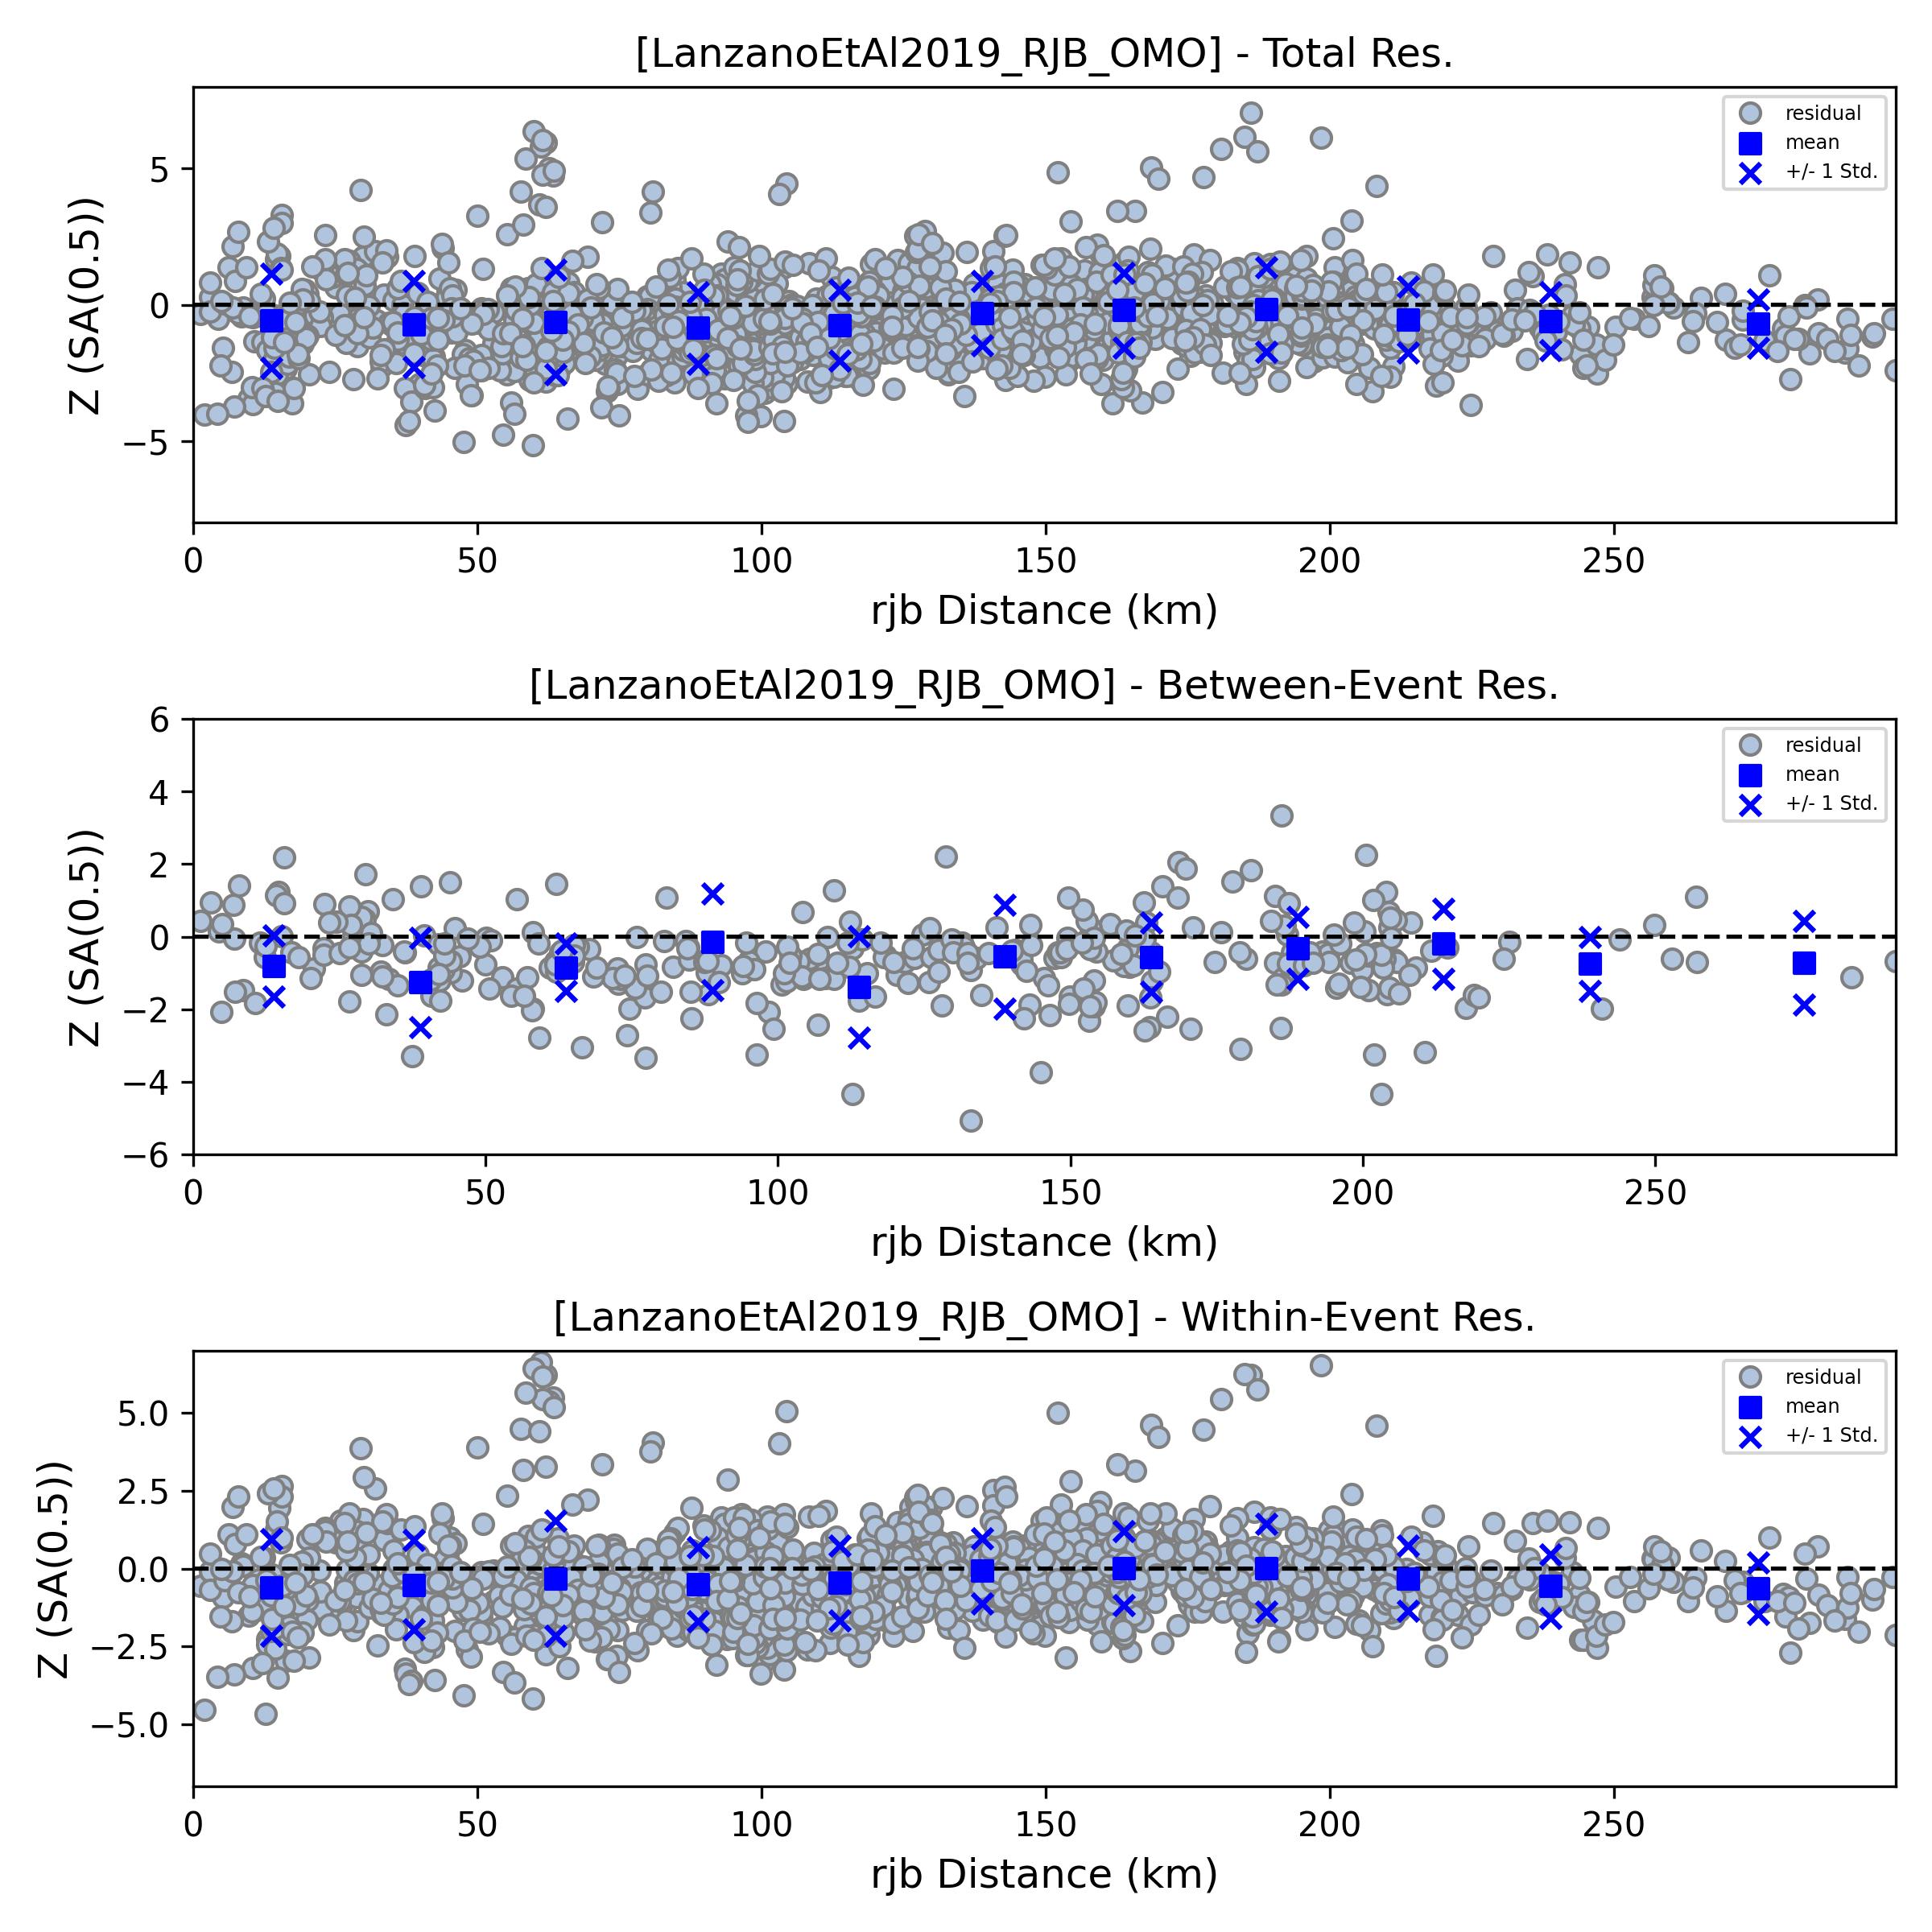 [LanzanoEtAl2019_RJB_OMO] - Total Res.
residual
mean
+/- 1 Std.
Z (SA(0.5))
5
0
−5
0 50 100 150 200 250
rjb Distance (km)
[LanzanoEtAl2019_RJB_OMO] - Between-Event Res.
residual
mean
+/- 1 Std.
Z (SA(0.5))
6
4
2
0
−2
−4
−6
0 50 100 150 200 250
rjb Distance (km)
[LanzanoEtAl2019_RJB_OMO] - Within-Event Res.
residual
mean
+/- 1 Std.
Z (SA(0.5))
5.0
2.5
0.0
−2.5
−5.0
0 50 100 150 200 250
rjb Distance (km)